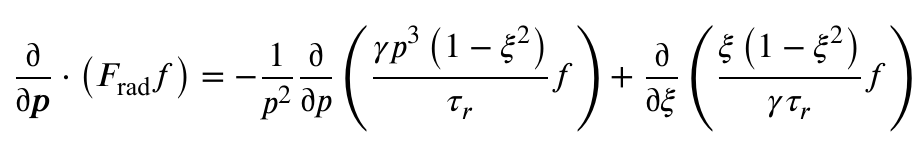 ∂/∂𝒑 · (F_rad f) = −(1/p²) ∂/∂p (γp³(1 − ξ²)/τ_r f) + ∂/∂ξ (ξ(1 − ξ²)/γτ_r f)